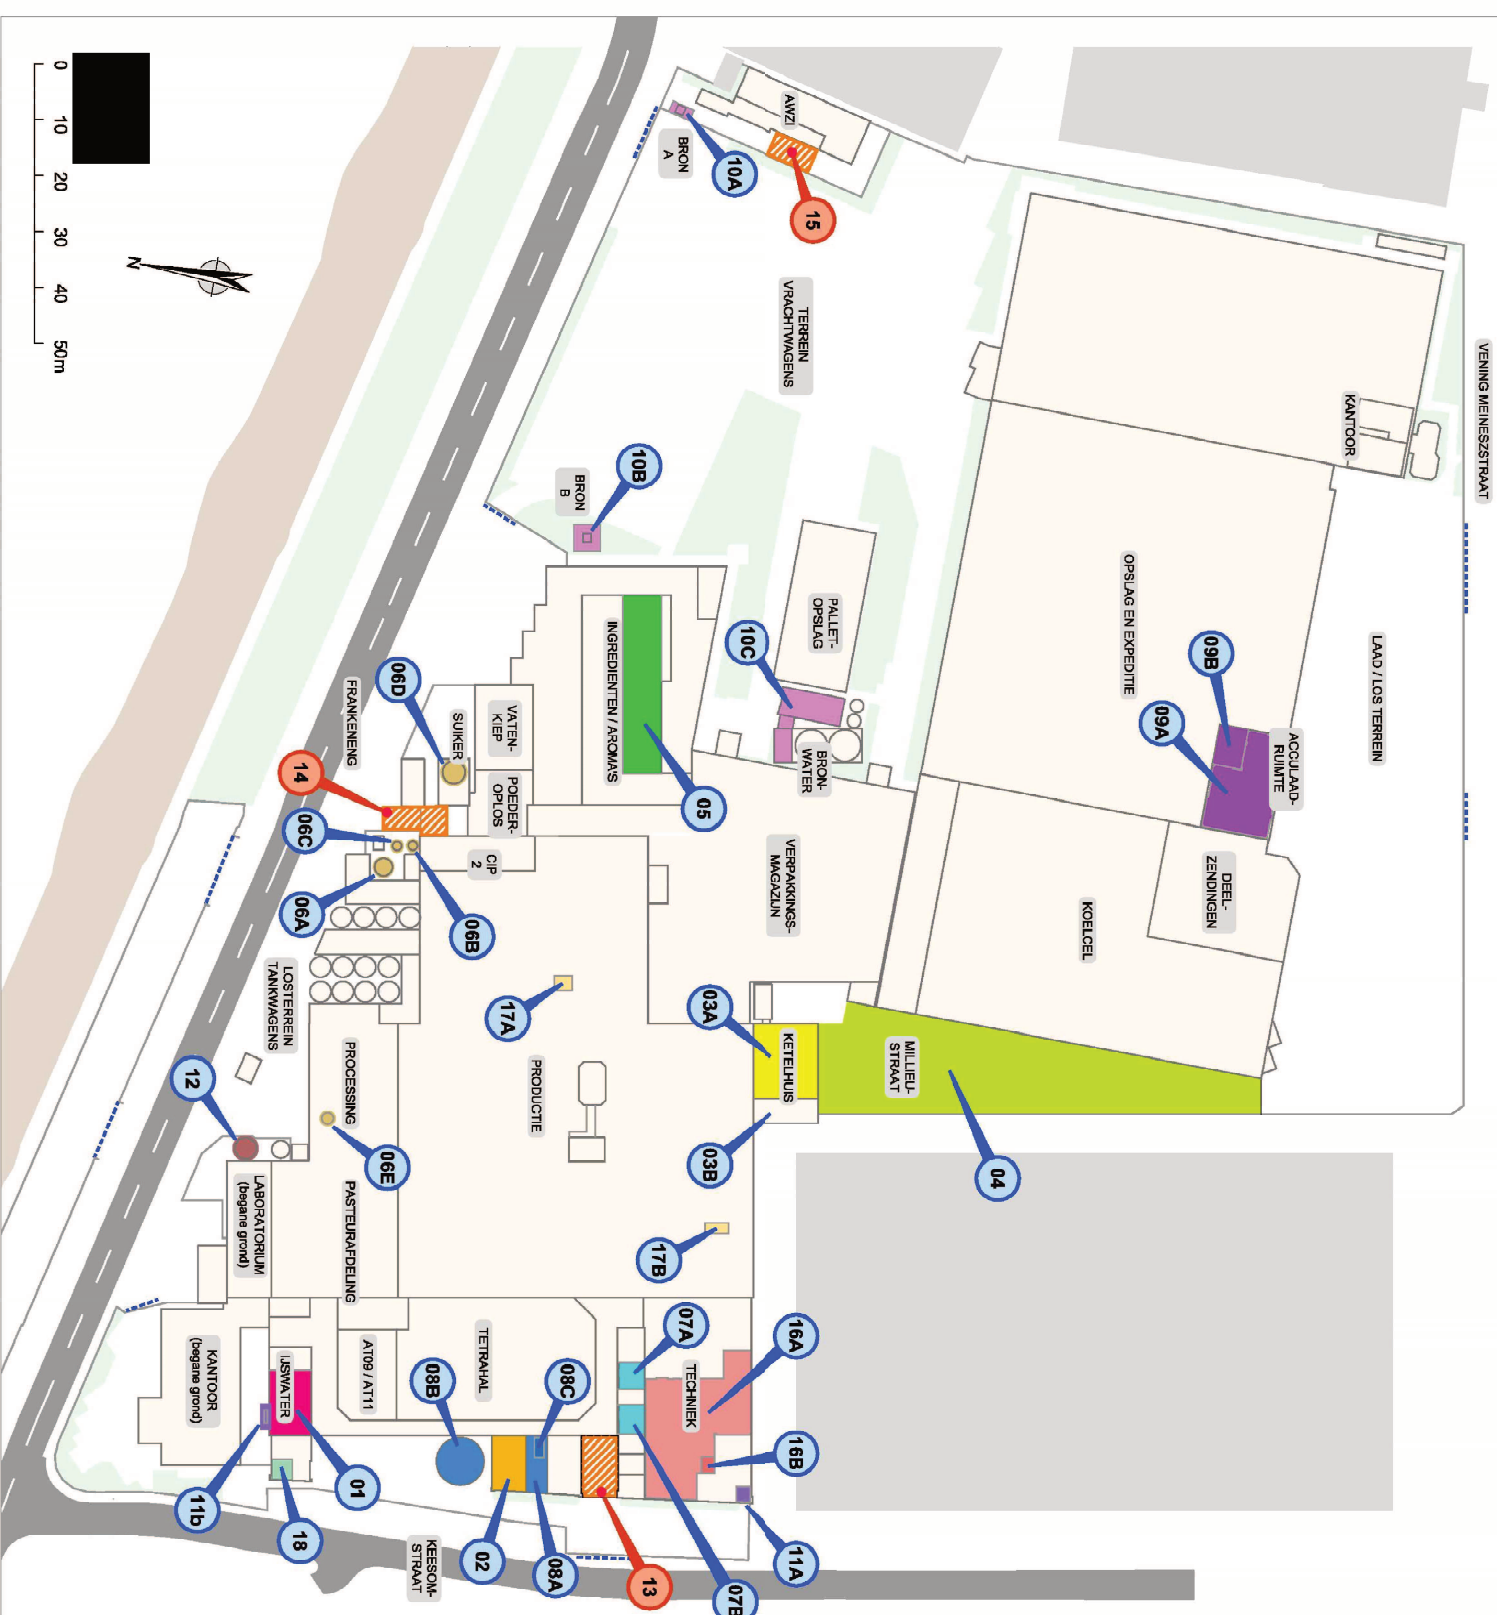 0
10
20
30
40
50m
N
AWZI
BRON
A
10A
15
TERREIN
VRACHTWAGENS
VENING MEINESZSTRAAT
KANTOOR
BRON
B
10B
OPSLAG EN EXPEDITIE
LAAD / LOS TERREIN
PALLET-
OPSLAG
10C
BRON-
WATER
INGREDIENTEN / AROMA'S
05
09B
09A
ACCULAAD-
RUIMTE
DEEL-
ZENDINGEN
KOELCEL
FRANKENENG
06D
SUIKER
VATEN-
KIEP
POEDER-
OPLOS
14
06C
CIP
2
06A
06B
VERPAKKINGS-
MAGAZIJN
LOSTERREIN
TANKWAGENS
17A
03A
KETELHUIS
MILLIEU-
STRAAT
12
PROCESSING
PRODUCTIE
03B
04
06E
LABORATORIUM
(begane grond)
PASTEURAFDELING
17B
KANTOOR
(begane grond)
IJSWATER
AT09 / AT11
TETRAHAL
08B
08C
07A
TECHNIEK
16A
16B
11b
18
01
KEESOM-
STRAAT
02
08A
13
07B
11A